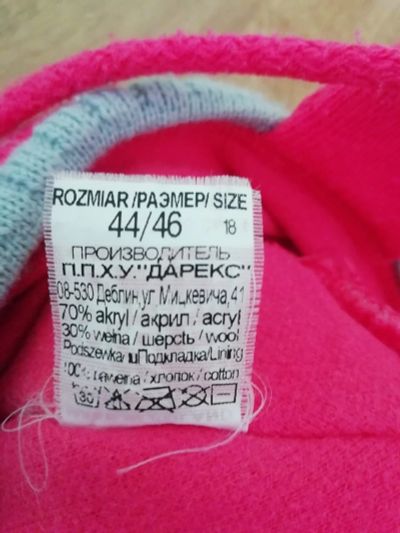 ROZMIAR /РАЗМЕР/ SIZE
44/46 18
ПРОИЗВОДИТЕЛЬ
П.П.Х.У."ДАРЕКС"
08-530 Деблин,ул.Мицкевича,41
70% akryl / акрил / acryl
30% wełna / шерсть / wool
Podszewka/ Подкладка/Lining
100% bawełna / хлопок / cotton
30